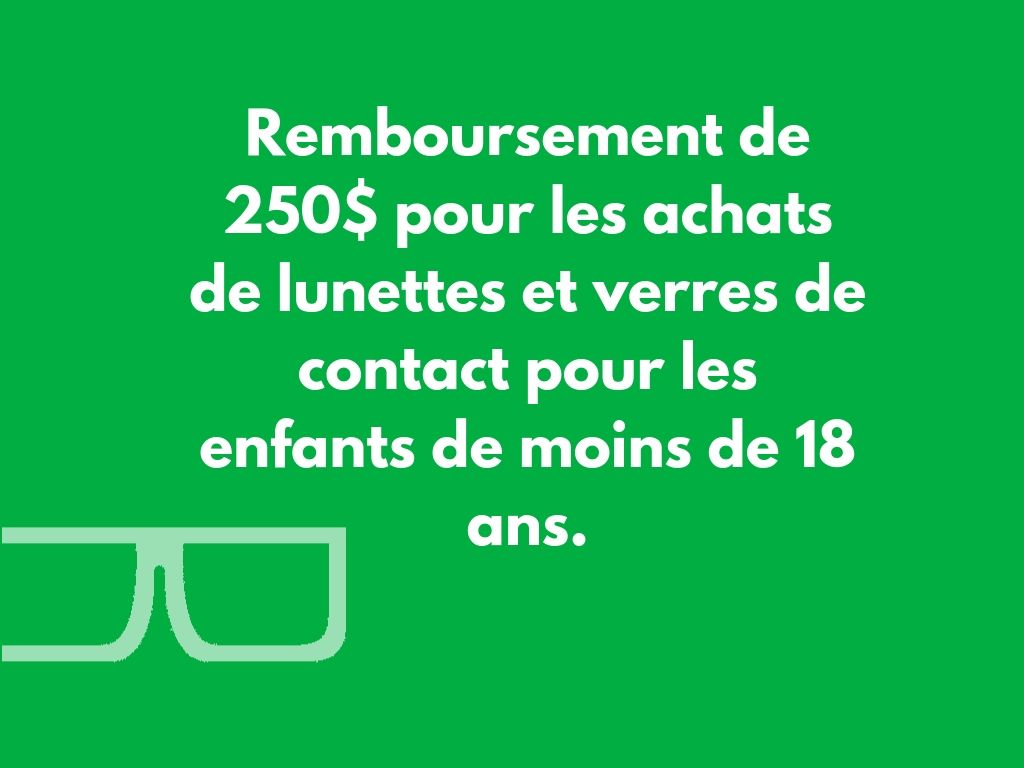 Remboursement de
250$ pour les achats
de lunettes et verres de
contact pour les
enfants de moins de 18
ans.